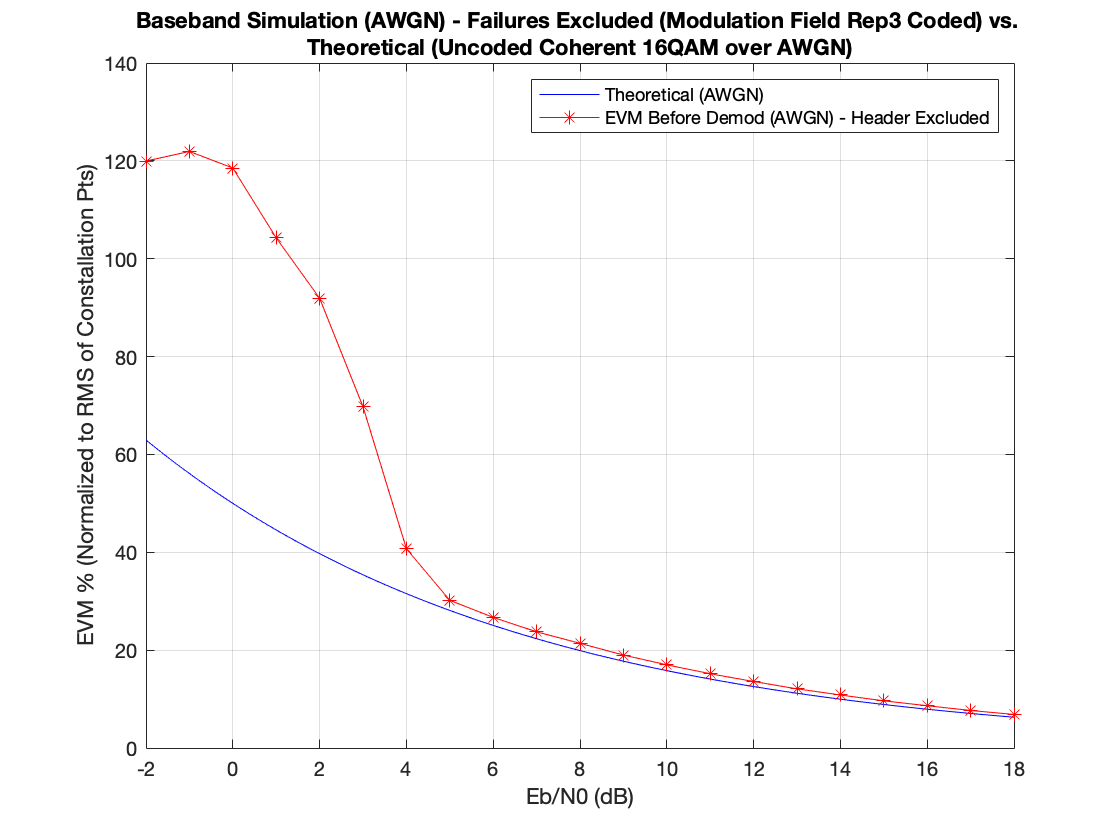 Baseband Simulation (AWGN) - Failures Excluded (Modulation Field Rep3 Coded) vs.
Theoretical (Uncoded Coherent 16QAM over AWGN)
Theoretical (AWGN)
EVM Before Demod (AWGN) - Header Excluded
EVM % (Normalized to RMS of Constallation Pts)
140
120
100
80
60
40
20
0
-2 0 2 4 6 8 10 12 14 16 18
Eb/N0 (dB)